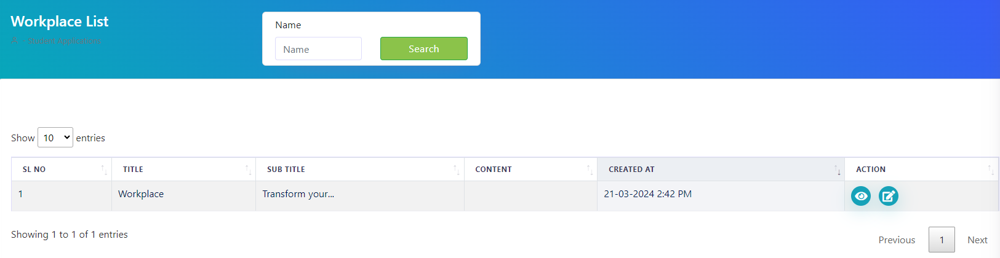 Workplace List
- Student Applications
Name
Name
Search
Show 10 entries
SL NO TITLE SUB TITLE CONTENT CREATED AT ACTION
1 Workplace Transform your... 21-03-2024 2:42 PM
Showing 1 to 1 of 1 entries
Previous 1 Next